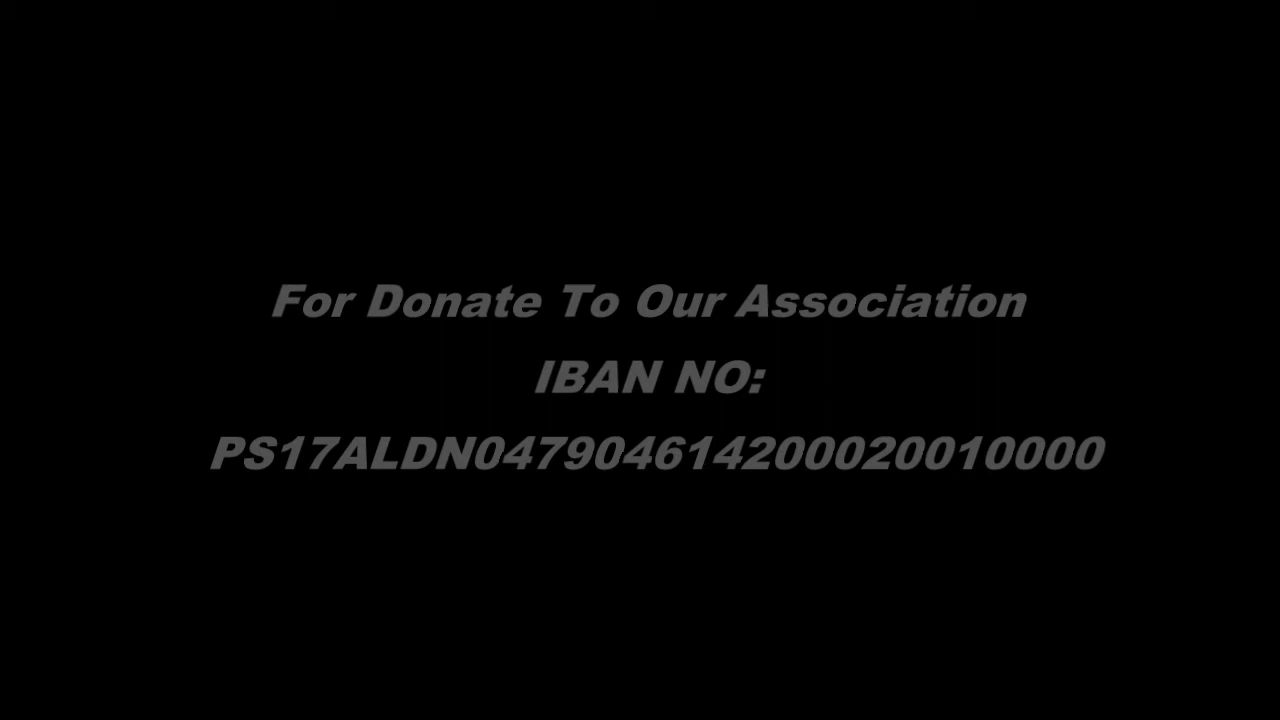 For Donate To Our Association
IBAN NO:
PS17ALDN047904614200020010000